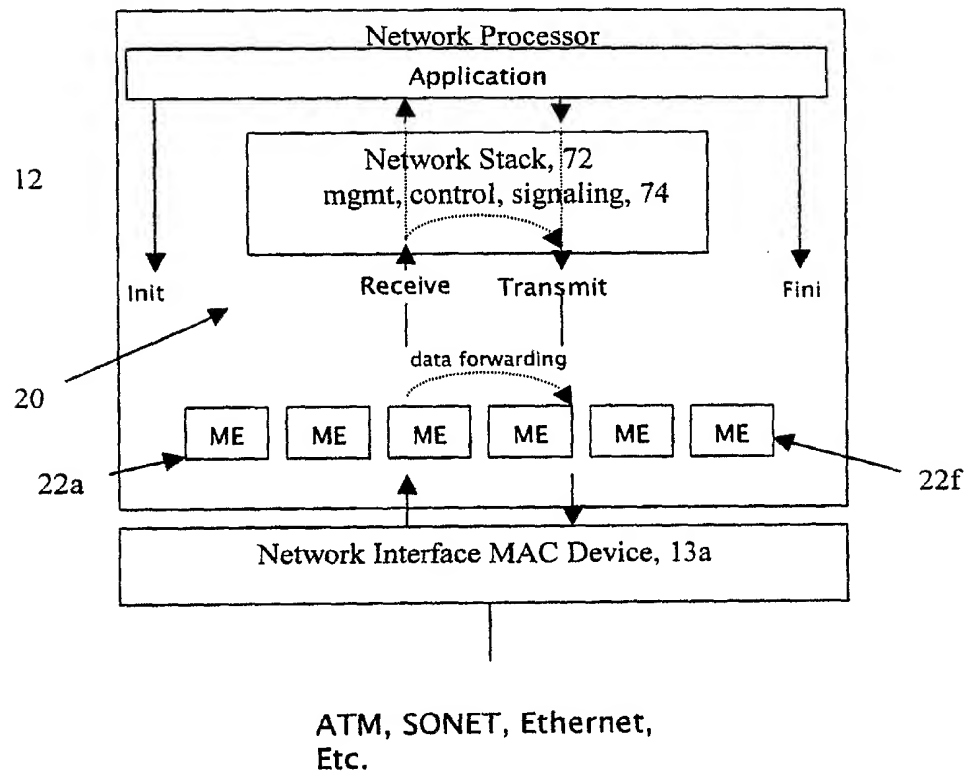 Network Processor
Application
Network Stack, 72
mgmt, control, signaling, 74
12
Init
Receive
Transmit
Fini
data forwarding
20
ME
ME
ME
ME
ME
ME
22a
22f
Network Interface MAC Device, 13a
ATM, SONET, Ethernet,
Etc.